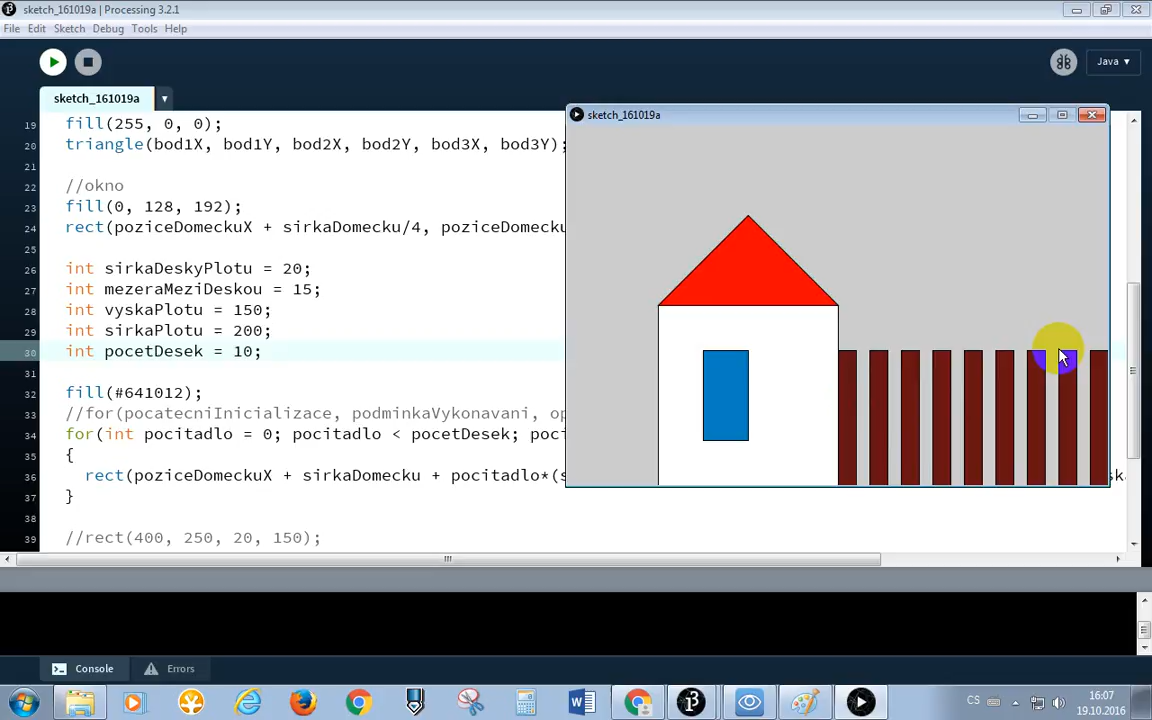 sketch_161019a | Processing 3.2.1
File Edit Sketch Debug Tools Help
Java ▾
sketch_161019a
sketch_161019a
19 fill(255, 0, 0);
20 triangle(bod1X, bod1Y, bod2X, bod2Y, bod3X, bod3Y);
21
22 //okno
23 fill(0, 128, 192);
24 rect(poziceDomeckuX + sirkaDomecku/4, poziceDomecku
25
26 int sirkaDeskyPlotu = 20;
27 int mezeraMeziDeskou = 15;
28 int vyskaPlotu = 150;
29 int sirkaPlotu = 200;
30 int pocetDesek = 10;
31
32 fill(#641012);
33 //for(pocatecniInicializace, podminkaVykonavani, op
34 for(int pocitadlo = 0; pocitadlo < pocetDesek; poci
35 {
36 rect(poziceDomeckuX + sirkaDomecku + pocitadlo*(s ska
37 }
38
39 //rect(400, 250, 20, 150);
Console Errors
CS 16:07
19.10.2016